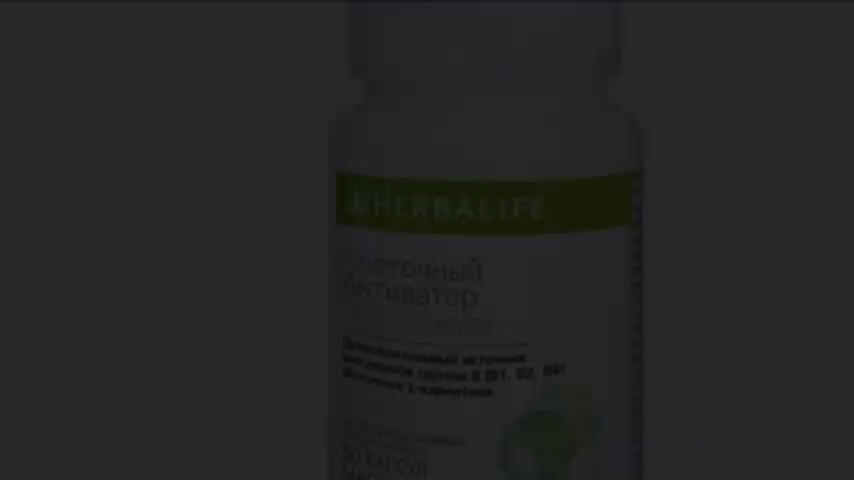 HERBALIFE
Клеточный
Активатор
Дополнительный источник
витаминов группы В (В1, В2, В6)
Источник L-карнитина
90 КАПСУЛ